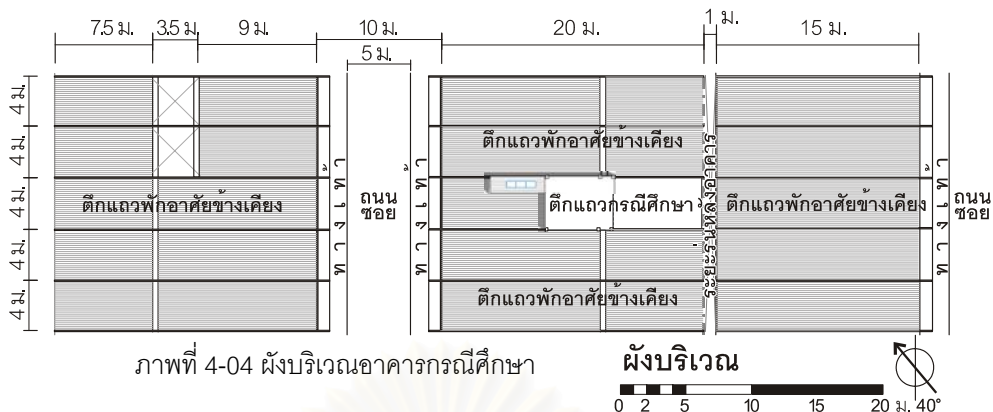 7.5 ม. 3.5 ม. 9 ม. 10 ม. 20 ม. 1 ม. 15 ม.
5 ม.
4 ม.
4 ม.
4 ม.
4 ม.
4 ม.
ตึกแถวพักอาศัยข้างเคียง
ตึกแถวพักอาศัยข้างเคียง
ทางเท้า
ถนน
ซอย
ทางเท้า
ตึกแถวกรณีศึกษา
ระยะร่นหลังอาคาร
ตึกแถวพักอาศัยข้างเคียง
ทางเท้า
ถนน
ซอย
ตึกแถวพักอาศัยข้างเคียง
ภาพที่ 4-04 ผังบริเวณอาคารกรณีศึกษา
ผังบริเวณ
0 2 5 10 15 20 ม. 40°